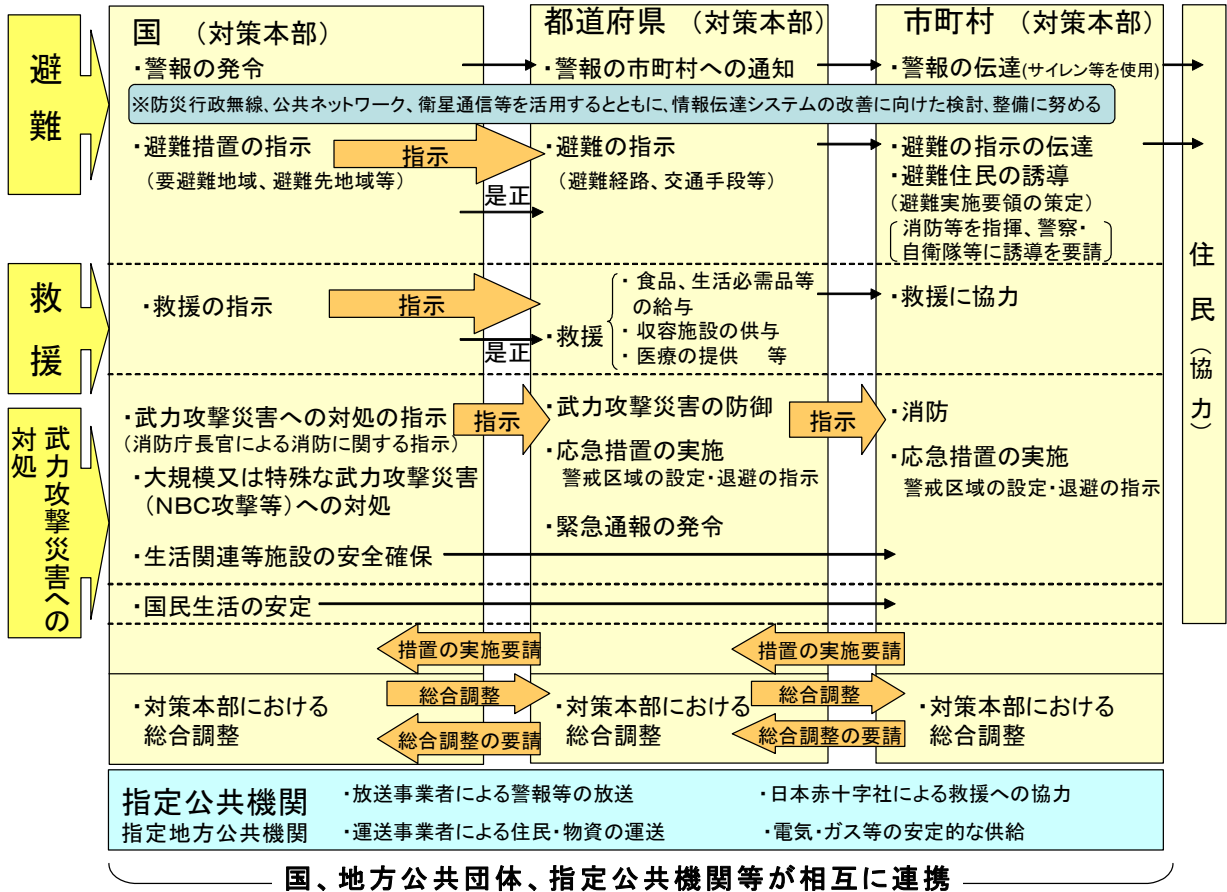 避難
国 (対策本部)
都道府県 (対策本部)
市町村 (対策本部)
・警報の発令
・警報の市町村への通知
・警報の伝達(サイレン等を使用)
※防災行政無線、公共ネットワーク、衛星通信等を活用するとともに、情報伝達システムの改善に向けた検討、整備に努める
・避難措置の指示
(要避難地域、避難先地域等)
指示
是正
・避難の指示
(避難経路、交通手段等)
・避難の指示の伝達
・避難住民の誘導
(避難実施要領の策定)
消防等を指揮、警察・
自衛隊等に誘導を要請
救援
・救援の指示
指示
是正
・救援
・食品、生活必需品等
の給与
・収容施設の供与
・医療の提供 等
・救援に協力
武力攻撃災害への
対処
・武力攻撃災害への対処の指示
(消防庁長官による消防に関する指示)
・大規模又は特殊な武力攻撃災害
(NBC攻撃等)への対処
指示
・武力攻撃災害の防御
・応急措置の実施
警戒区域の設定・退避の指示
・緊急通報の発令
指示
・消防
・応急措置の実施
警戒区域の設定・退避の指示
・生活関連等施設の安全確保
・国民生活の安定
住民(協力)
措置の実施要請
措置の実施要請
・対策本部における
総合調整
総合調整
総合調整の要請
・対策本部における
総合調整
総合調整
総合調整の要請
・対策本部における
総合調整
指定公共機関
指定地方公共機関
・放送事業者による警報等の放送
・日本赤十字社による救援への協力
・運送事業者による住民・物資の運送
・電気・ガス等の安定的な供給
国、地方公共団体、指定公共機関等が相互に連携